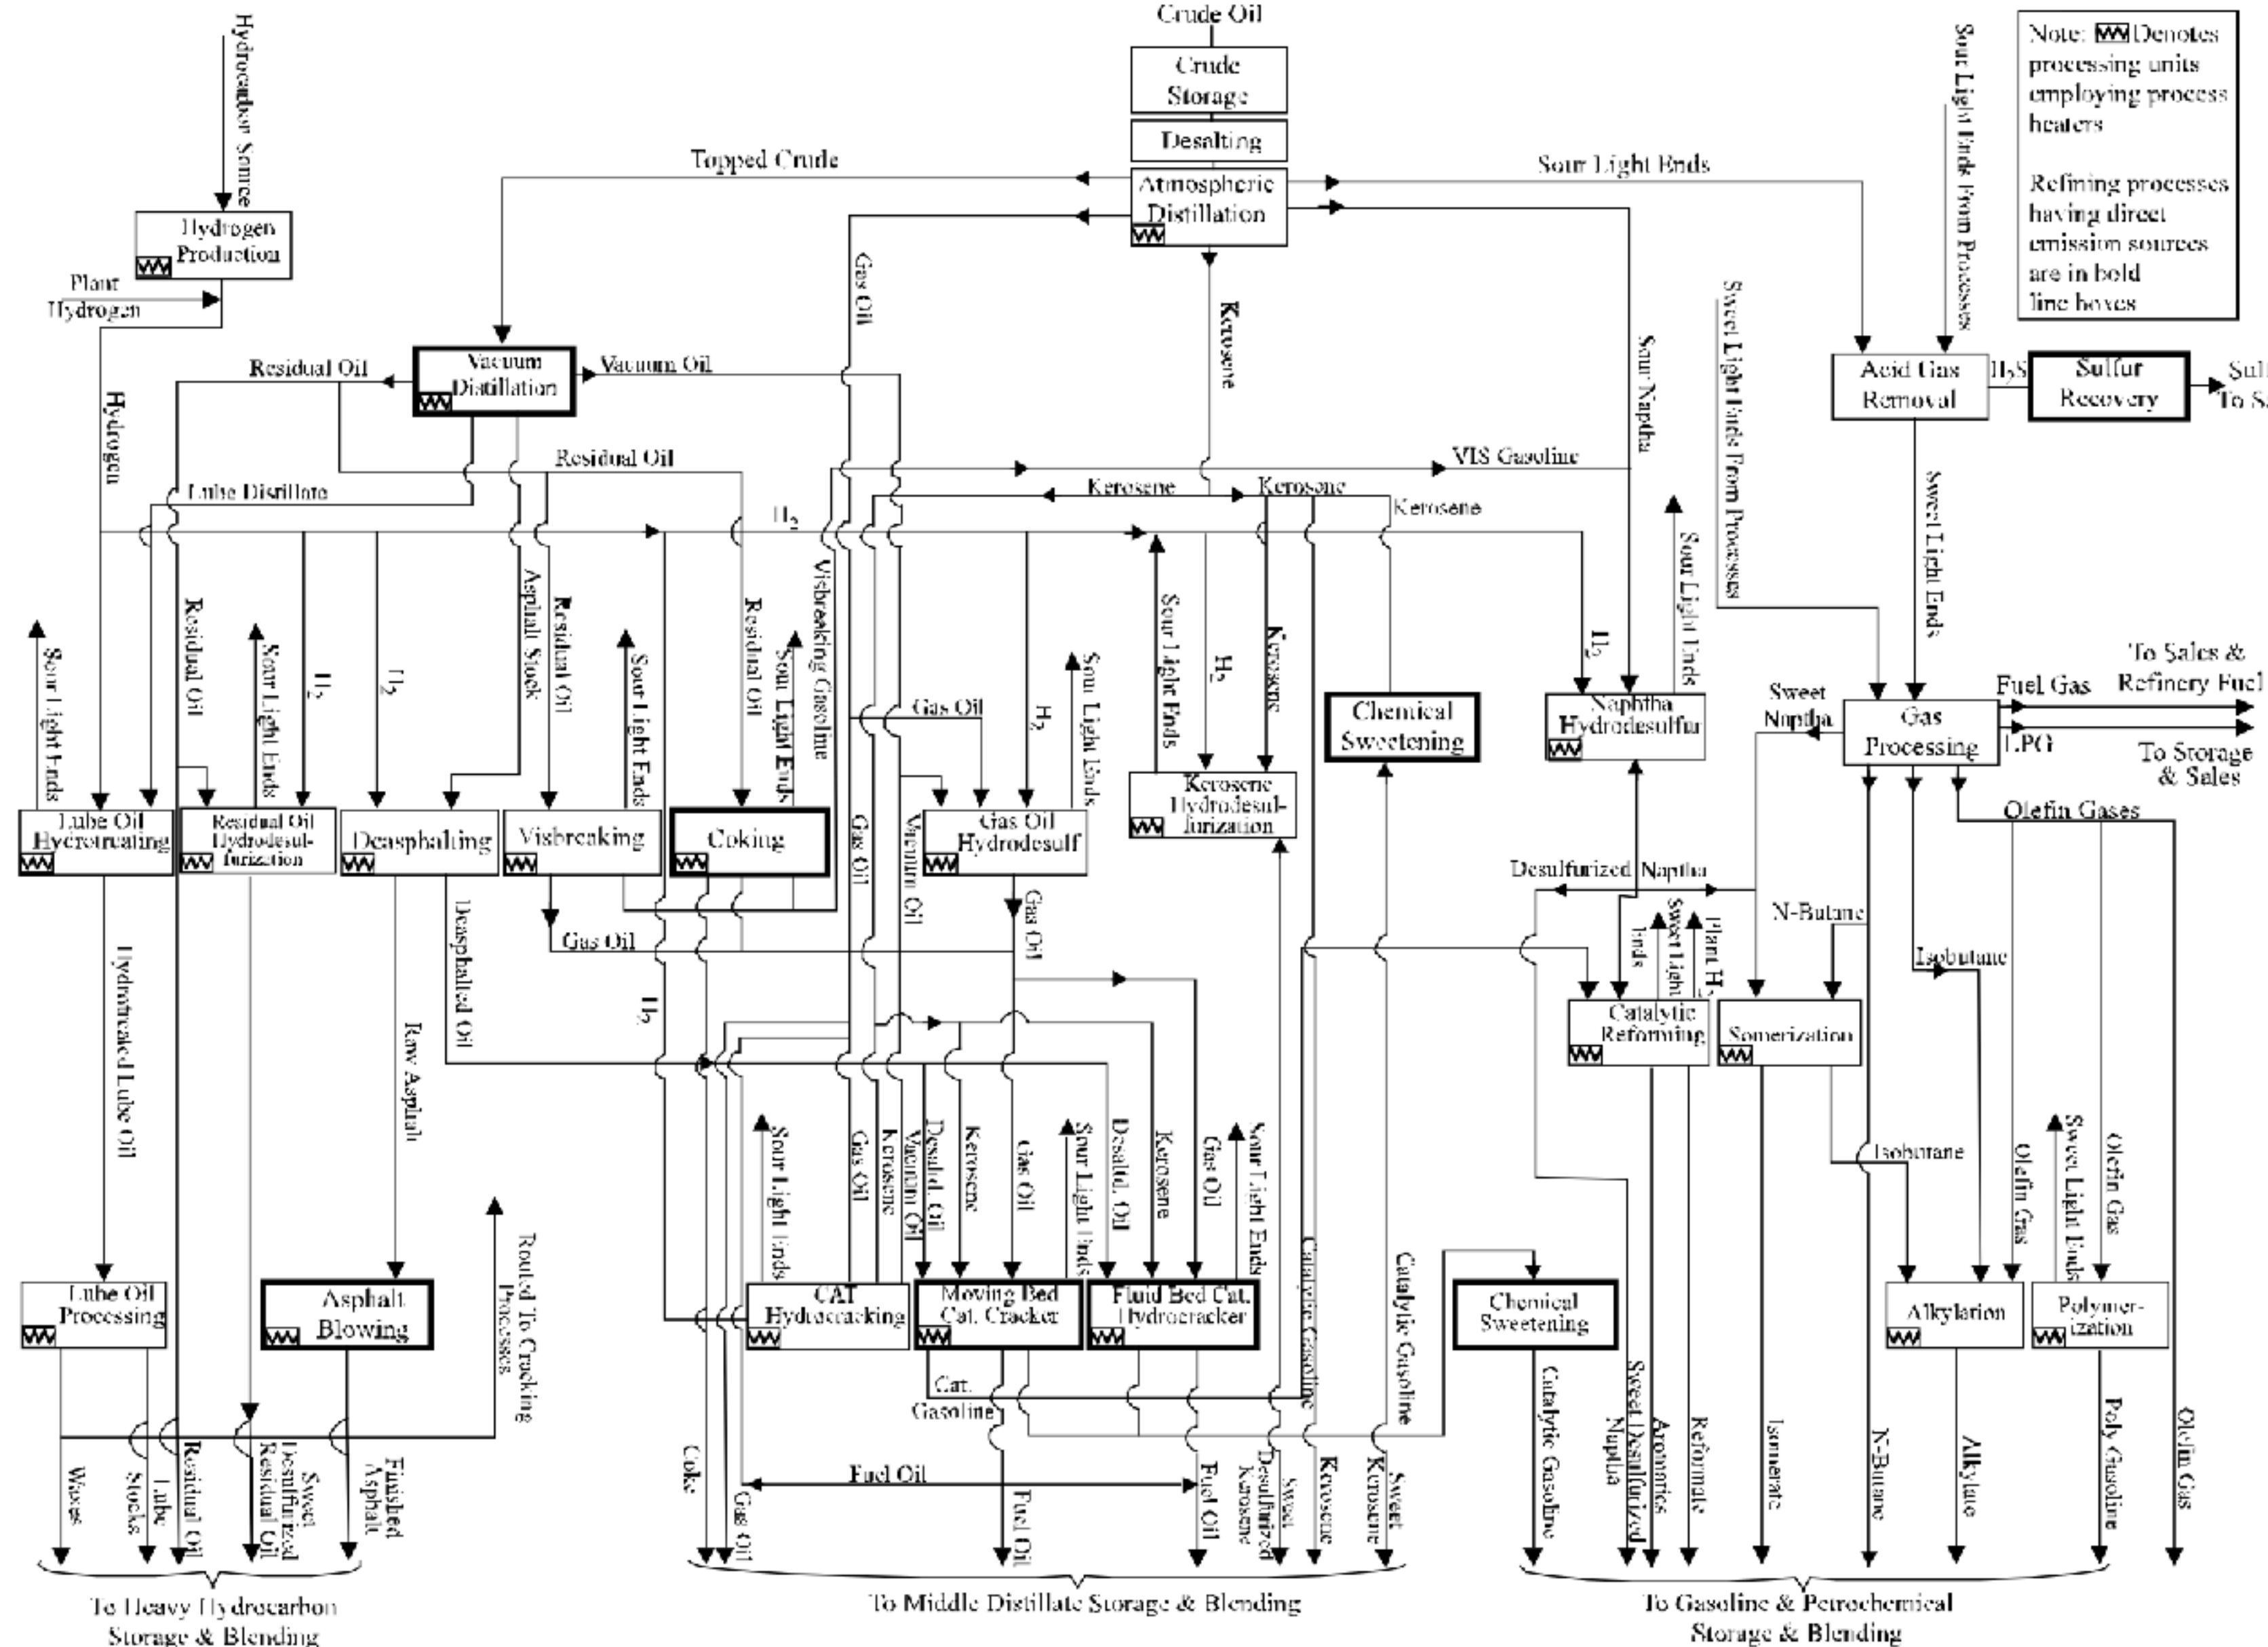 Crude Oil
Crude
Storage
Desalting
Atmospheric
Distillation
Topped Crude
Sour Light Ends
Hydrocarbon Source
Hydrogen
Production
Plant
Hydrogen
Hydrogen
Gas Oil
Kerosene
Sour Naptha
Sweet Light Ends From Processes
Sour Light Ends From Processes
Note: Denotes
processing units
employing process
heaters
Refining processes
having direct
emission sources
are in bold
line boxes
Residual Oil
Vacuum
Distillation
Vacuum Oil
Acid Gas
Removal
H2S
Sulfur
Recovery
Residual Oil
Lube Distillate
VIS Gasoline
Kerosene
Kerosene
Kerosene
H2
Sweet Light Ends
Sour Light Ends
Residual Oil
Sour Light Ends
H2
H2
Asphalt Stock
Residual Oil
Sour Light Ends
Residual Oil
Sour Light Ends
Visbreaking Gasoline
Gas Oil
H2
Sour Light Ends
Sour Light Ends
H2
Kerosene
H2
Sour Light Ends
Chemical
Sweetening
Naphtha
Hydrodesulfur
Sweet
Naptha
Gas
Processing
Fuel Gas
To Sales &
Refinery Fuel
LPG
To Storage
& Sales
Lube Oil
Hydrotreating
Residual Oil
Hydrodesul-
furization
Deasphalting
Visbreaking
Coking
Gas Oil
Vacuum Oil
Gas Oil
Hydrodesulf
Kerosene
Hydrodesul-
furization
Olefin Gases
Desulfurized Naptha
N-Butane
Isobutane
Hydrotreated Lube Oil
Raw Asphalt
Deasphalted Oil
Gas Oil
H2
Gas Oil
Sweet Light
Ends
Plant H2
Catalytic
Reforming
Somerization
Sour Light Ends
Gas Oil
Kerosene
Vacuum Oil
Desaltd. Oil
Kerosene
Gas Oil
Sour Light Ends
Desaltd. Oil
Kerosene
Gas Oil
Sour Light Ends
Isobutane
Olefin Gas
Sweet Light Ends
Olefin Gas
Lube Oil
Processing
Asphalt
Blowing
Routed To Cracking
Processes
CAT
Hydrocracking
Moving Bed
Cat. Cracker
Fluid Bed Cat.
Hydrocracker
Catalytic Gasoline
Catalytic Gasoline
Chemical
Sweetening
Alkylation
Polymer-
ization
Cat.
Gasoline
Fuel Oil
Waxes
Lube
Stocks
Residual Oil
Sweet
Desulfurized
Residual Oil
Finished
Asphalt
Coke
Gas Oil
Fuel Oil
Fuel Oil
Sweet
Desulfurized
Kerosene
Kerosene
Sweet
Kerosene
Catalytic Gasoline
Sweet Desulfurized
Naptha
Aromotics
Reformate
Isomerate
N-Butane
Alkylate
Poly Gasoline
Olefin Gas
To Heavy Hydrocarbon
Storage & Blending
To Middle Distillate Storage & Blending
To Gasoline & Petrochemical
Storage & Blending